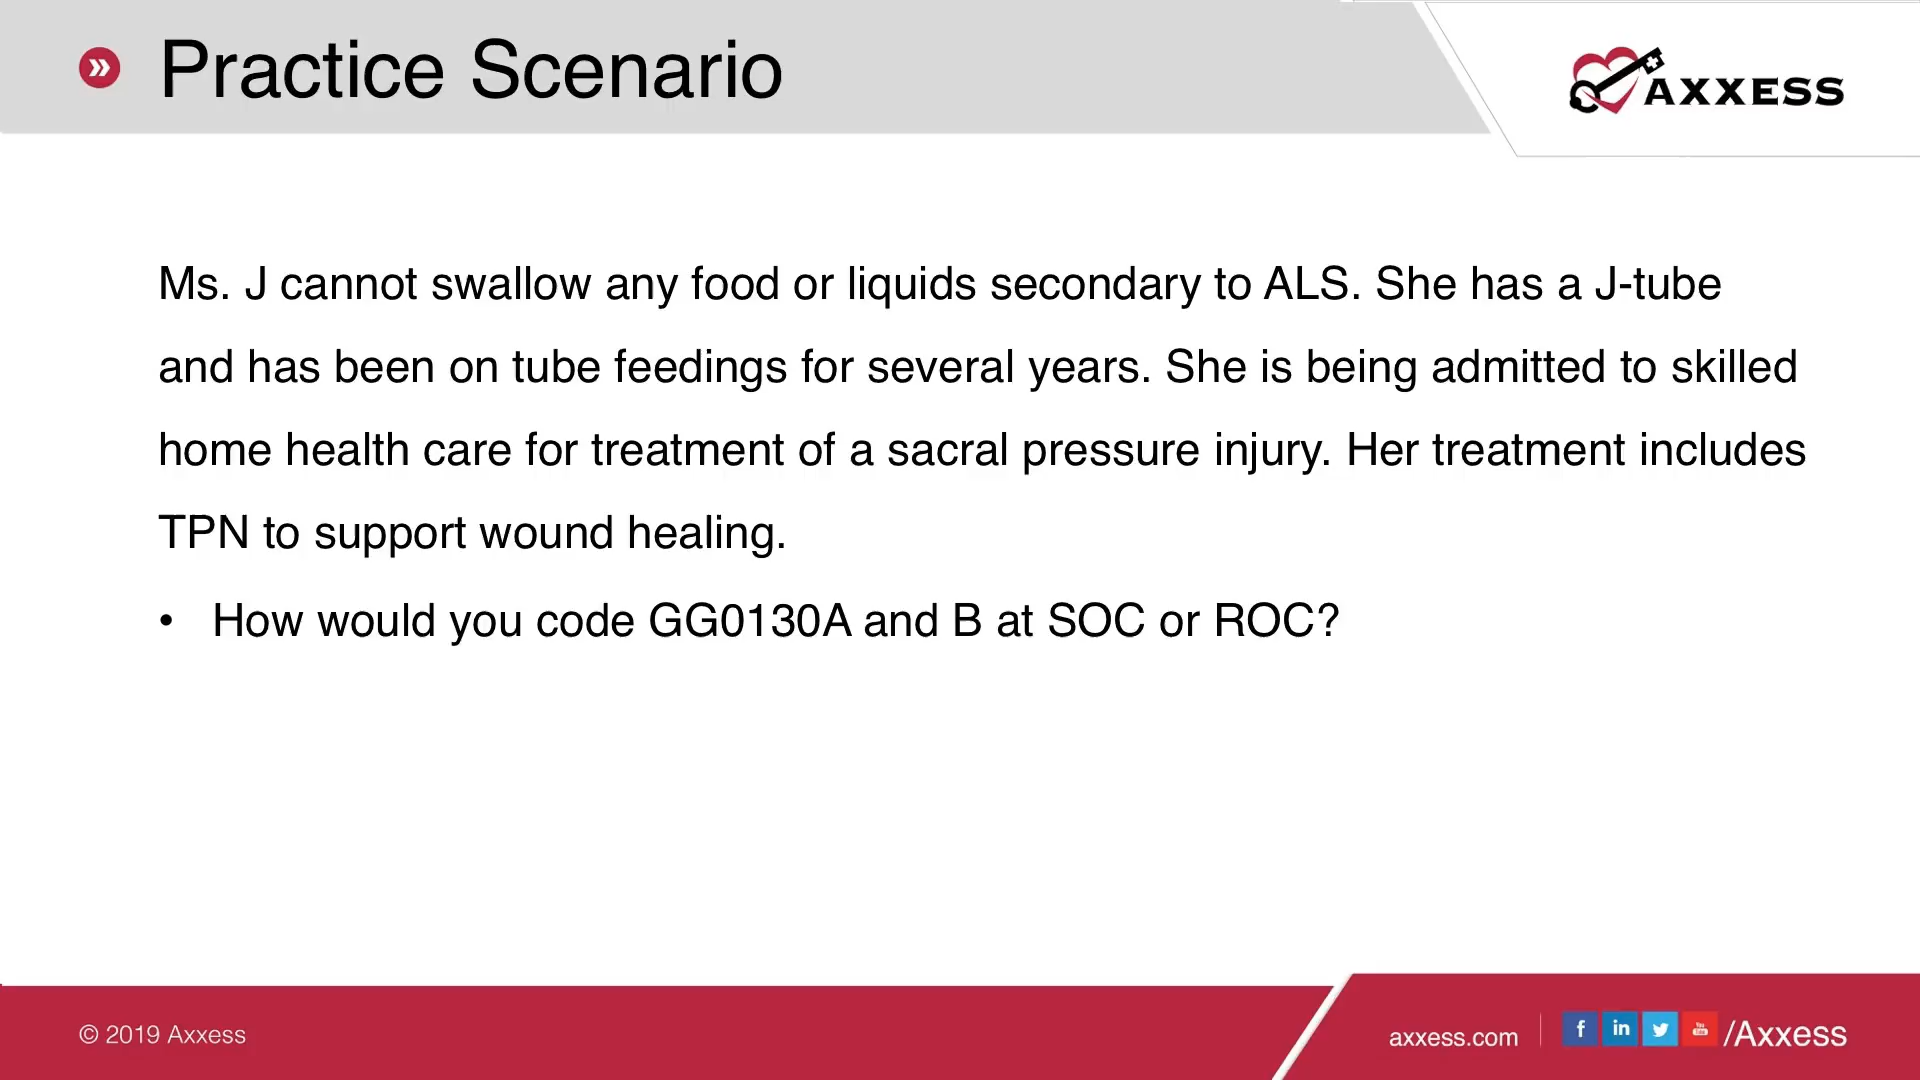 Practice Scenario
AXXESS
Ms. J cannot swallow any food or liquids secondary to ALS. She has a J-tube
and has been on tube feedings for several years. She is being admitted to skilled
home health care for treatment of a sacral pressure injury. Her treatment includes
TPN to support wound healing.
• How would you code GG0130A and B at SOC or ROC?
© 2019 Axxess
axxess.com
/Axxess